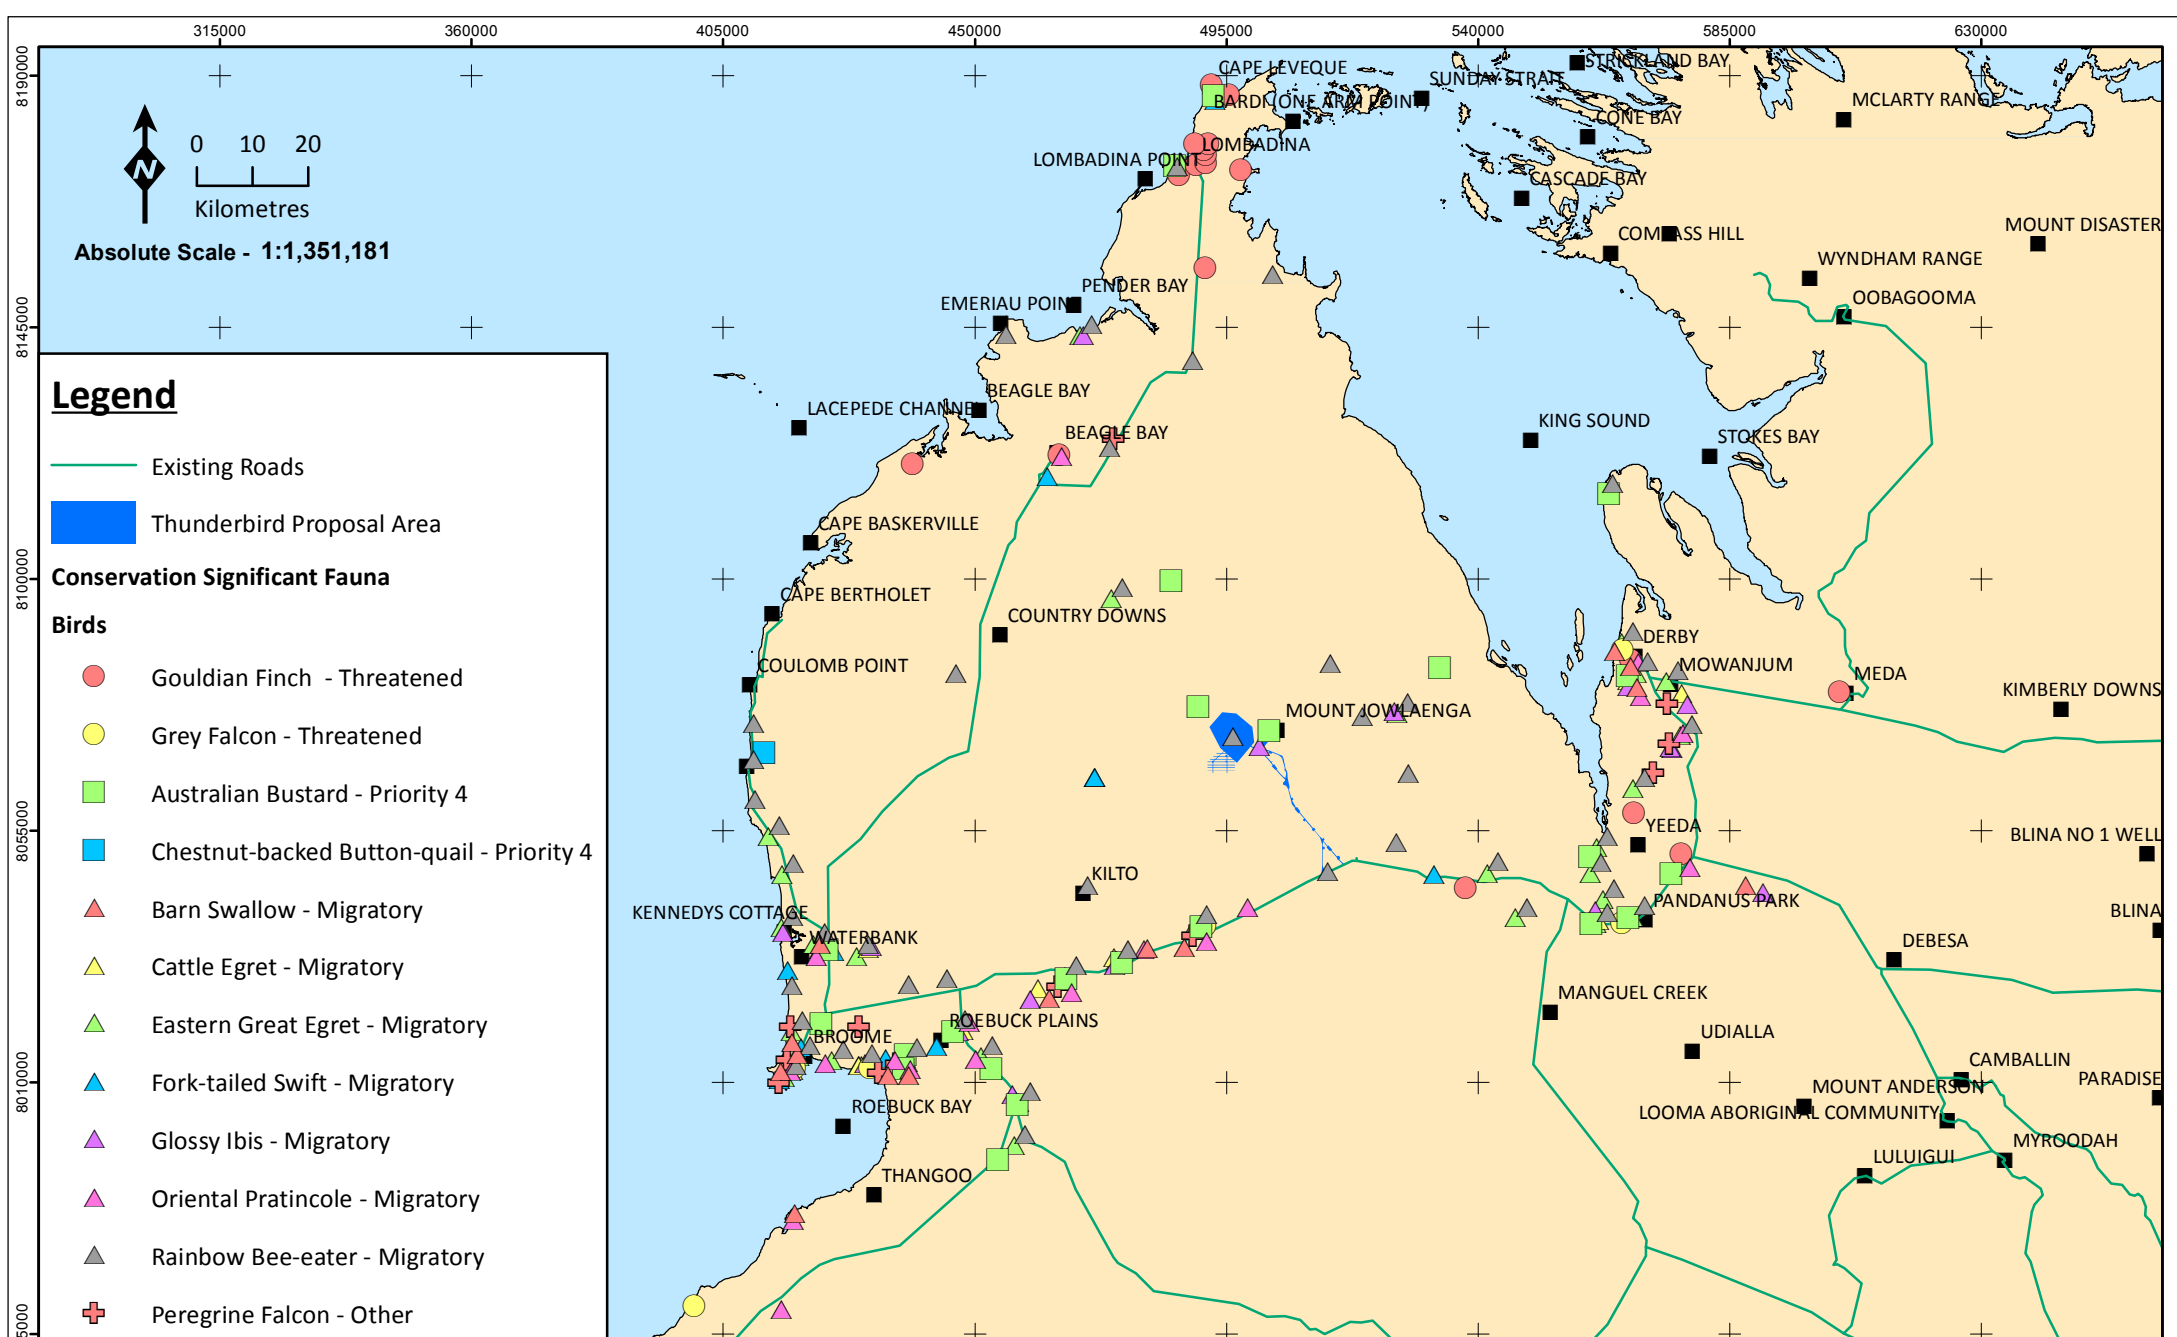 315000 360000 405000 450000 495000 540000 585000 630000
8190000
8145000
8100000
8055000
8010000
5000
N
0 10 20
Kilometres
Absolute Scale - 1:1,351,181
Legend
Existing Roads
Thunderbird Proposal Area
Conservation Significant Fauna
Birds
Gouldian Finch - Threatened
Grey Falcon - Threatened
Australian Bustard - Priority 4
Chestnut-backed Button-quail - Priority 4
Barn Swallow - Migratory
Cattle Egret - Migratory
Eastern Great Egret - Migratory
Fork-tailed Swift - Migratory
Glossy Ibis - Migratory
Oriental Pratincole - Migratory
Rainbow Bee-eater - Migratory
Peregrine Falcon - Other
CAPE LEVEQUE
STRICKLAND BAY
SUNDAY STRAIT
BARDI (ONE ARM POINT)
MCLARTY RANGE
CONE BAY
LOMBADINA
LOMBADINA POINT
CASCADE BAY
COMPASS HILL
MOUNT DISASTER
WYNDHAM RANGE
PENDER BAY
OOBAGOOMA
EMERIAU POINT
BEAGLE BAY
LACEPEDE CHANNEL
KING SOUND
BEAGLE BAY
STOKES BAY
CAPE BASKERVILLE
CAPE BERTHOLET
COUNTRY DOWNS
DERBY
COULOMB POINT
MOWANJUM
MEDA
KIMBERLY DOWNS
MOUNT JOWLAENGA
YEEDA
BLINA NO 1 WELL
KILTO
PANDANUS PARK
KENNEDYS COTTAGE
BLINA
WATERBANK
DEBESA
MANGUEL CREEK
ROEBUCK PLAINS
BROOME
UDIALLA
CAMBALLIN
PARADISE
MOUNT ANDERSON
ROEBUCK BAY
LOOMA ABORIGINAL COMMUNITY
MYROODAH
LULUIGUI
THANGOO